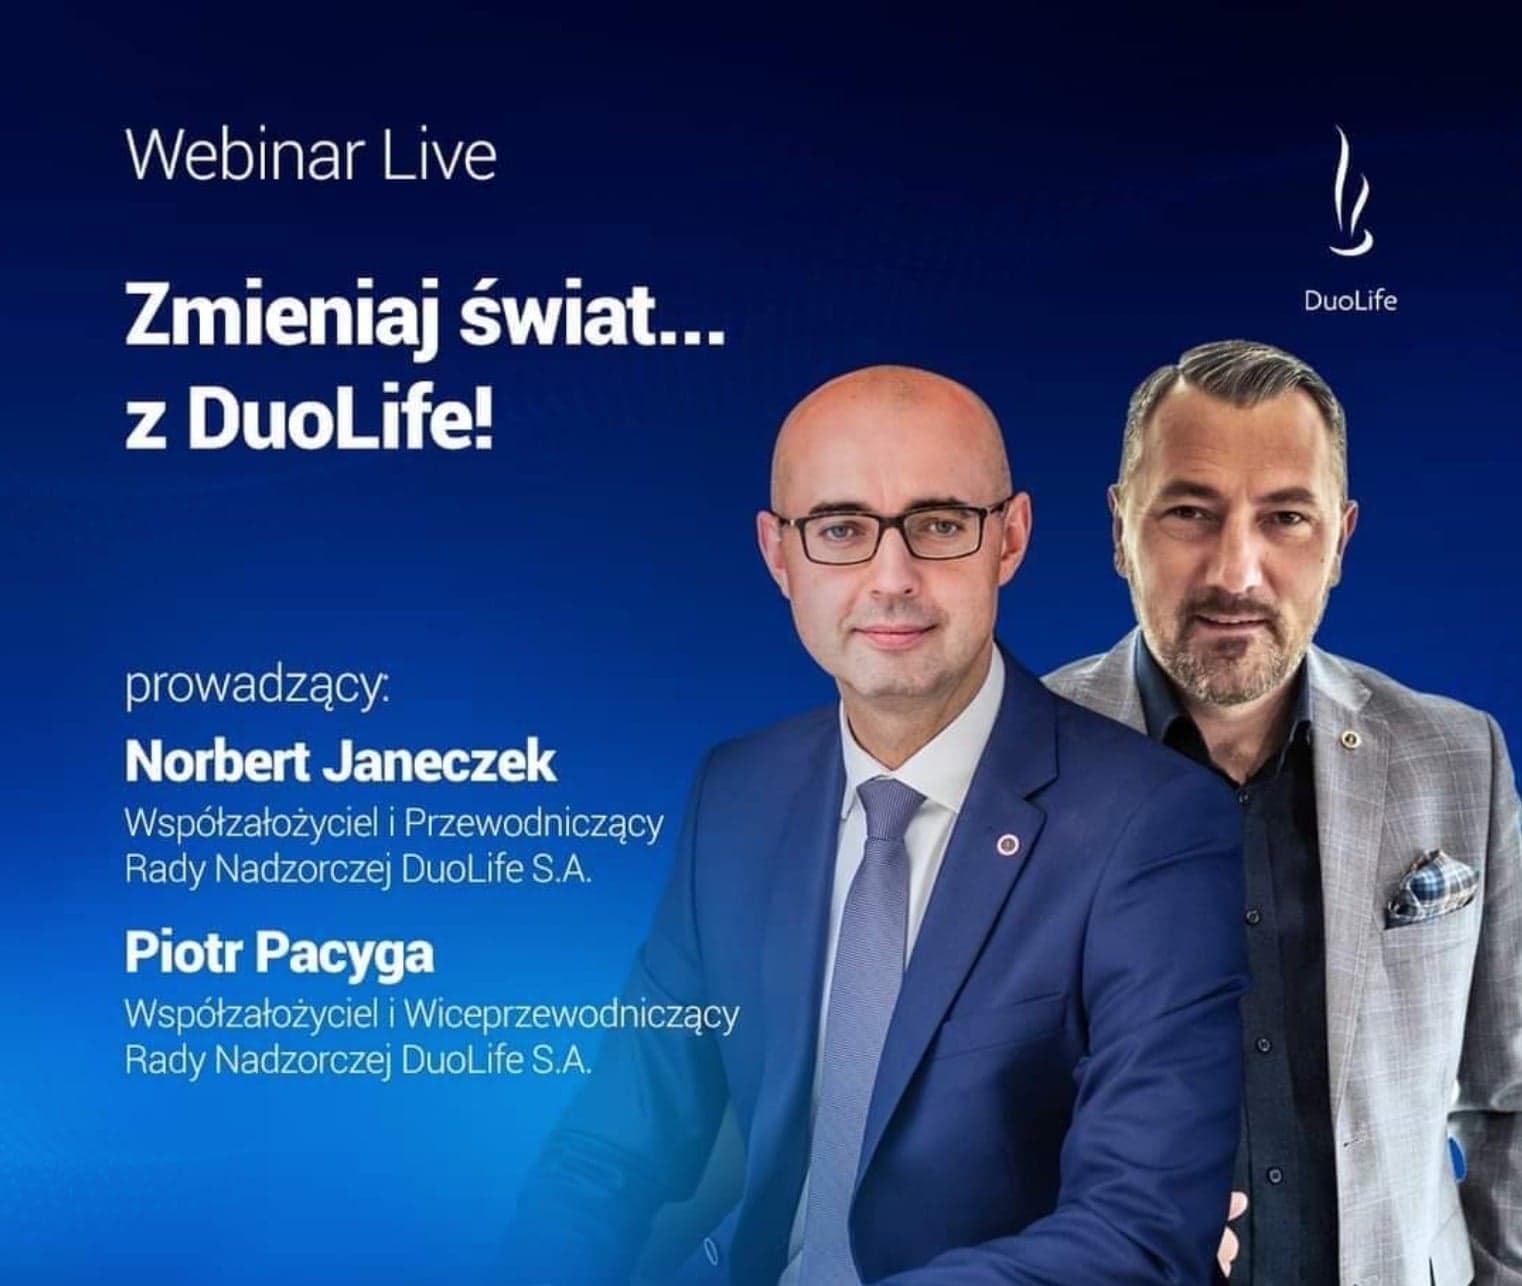 Webinar Live
DuoLife
Zmieniaj świat...
z DuoLife!
prowadzący:
Norbert Janeczek
Współzałożyciel i Przewodniczący
Rady Nadzorczej DuoLife S.A.
Piotr Pacyga
Współzałożyciel i Wiceprzewodniczący
Rady Nadzorczej DuoLife S.A.